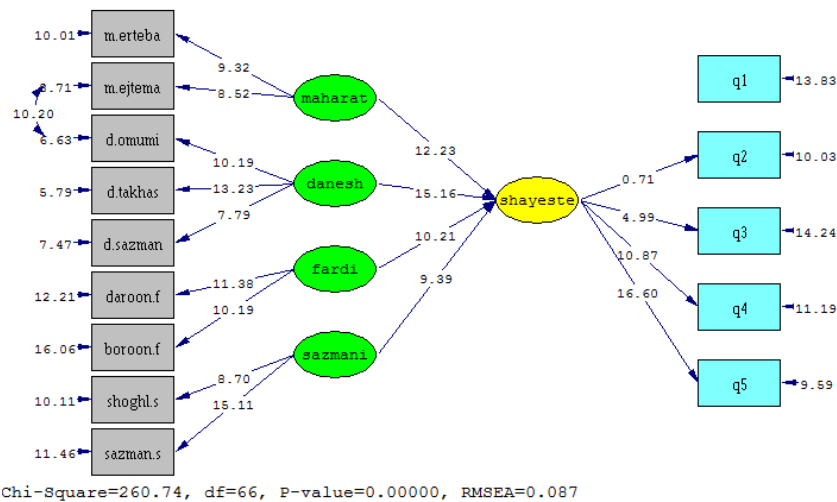 10.01
m.erteba
9.32
8.71
m.ejtema
8.52
maharat
10.20
6.63
d.omumi
10.19
5.79
d.takhas
13.23
danesh
7.47
d.sazman
7.79
12.21
daroon.f
11.38
fardi
16.06
boroon.f
10.19
10.11
shoghl.s
8.70
sazmani
11.46
sazman.s
15.11
12.23
15.16
10.21
9.39
shayeste
0.71
4.99
10.87
16.60
q1
13.83
q2
10.03
q3
14.24
q4
11.19
q5
9.59
Chi-Square=260.74, df=66, P-value=0.00000, RMSEA=0.087